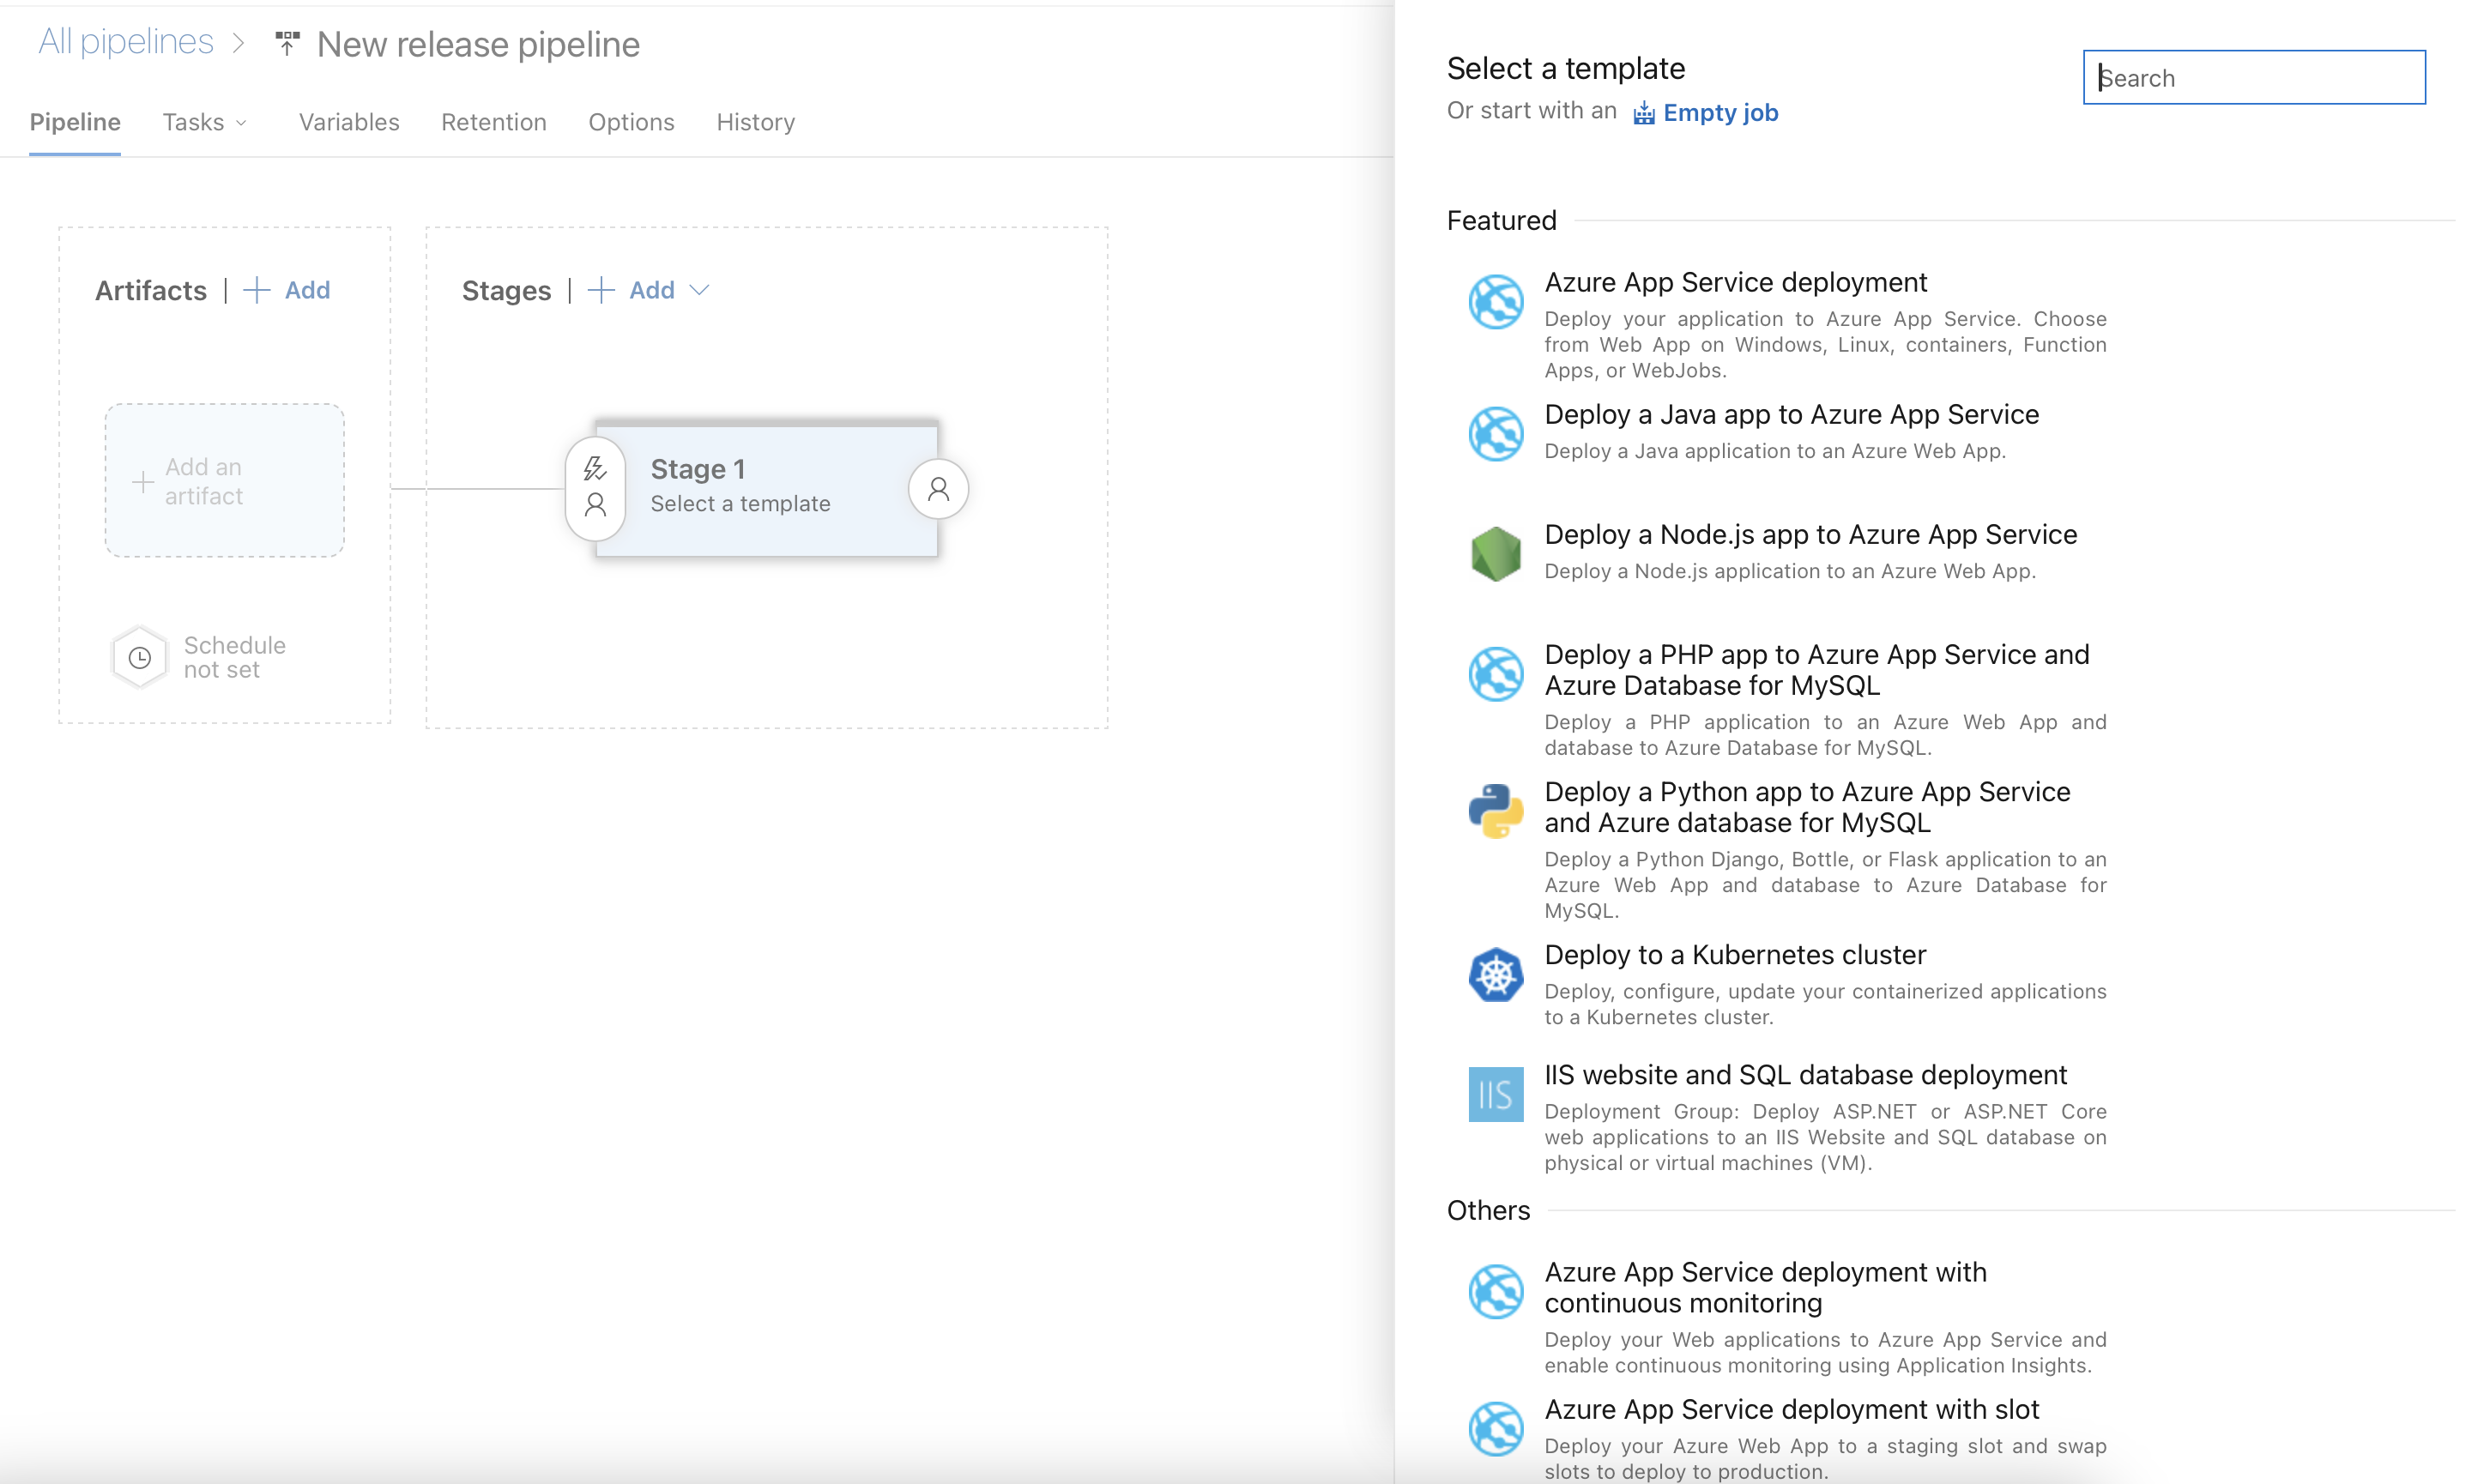 All pipelines
New release pipeline
Pipeline
Tasks
Variables
Retention
Options
History
Artifacts | + Add
Stages | + Add
+ Add an
artifact
Stage 1
Select a template
Schedule
not set
Select a template
Or start with an Empty job
Search
Featured
Azure App Service deployment
Deploy your application to Azure App Service. Choose
from Web App on Windows, Linux, containers, Function
Apps, or WebJobs.
Deploy a Java app to Azure App Service
Deploy a Java application to an Azure Web App.
Deploy a Node.js app to Azure App Service
Deploy a Node.js application to an Azure Web App.
Deploy a PHP app to Azure App Service and
Azure Database for MySQL
Deploy a PHP application to an Azure Web App and
database to Azure Database for MySQL.
Deploy a Python app to Azure App Service
and Azure database for MySQL
Deploy a Python Django, Bottle, or Flask application to an
Azure Web App and database to Azure Database for
MySQL.
Deploy to a Kubernetes cluster
Deploy, configure, update your containerized applications
to a Kubernetes cluster.
IIS
IIS website and SQL database deployment
Deployment Group: Deploy ASP.NET or ASP.NET Core
web applications to an IIS Website and SQL database on
physical or virtual machines (VM).
Others
Azure App Service deployment with
continuous monitoring
Deploy your Web applications to Azure App Service and
enable continuous monitoring using Application Insights.
Azure App Service deployment with slot
Deploy your Azure Web App to a staging slot and swap
slots to deploy to production.